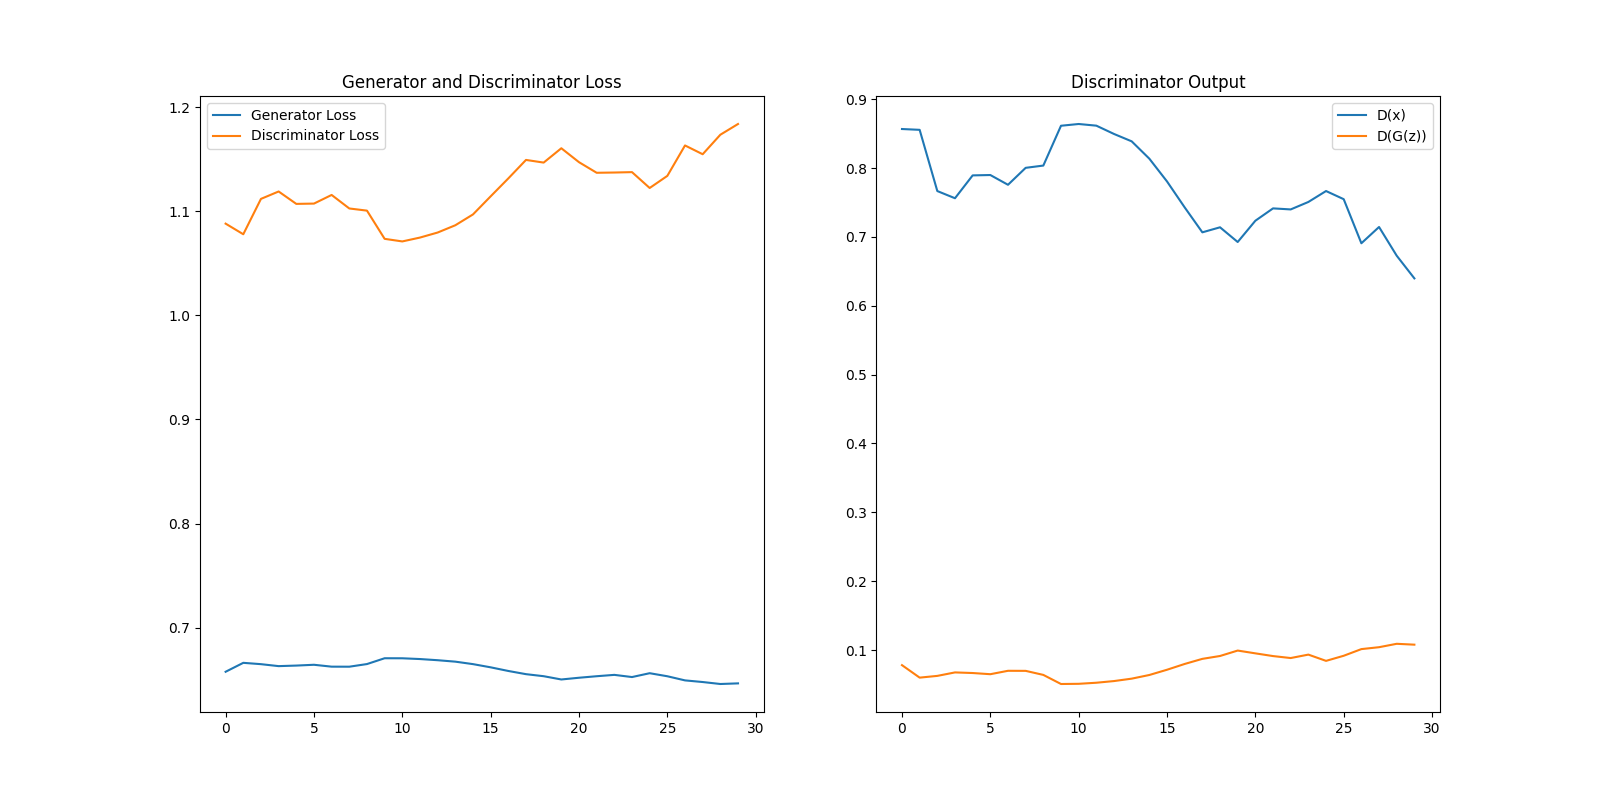 Generator and Discriminator Loss
Generator Loss
Discriminator Loss
1.2
1.1
1.0
0.9
0.8
0.7
0 5 10 15 20 25 30
Discriminator Output
D(x)
D(G(z))
0.9
0.8
0.7
0.6
0.5
0.4
0.3
0.2
0.1
0 5 10 15 20 25 30